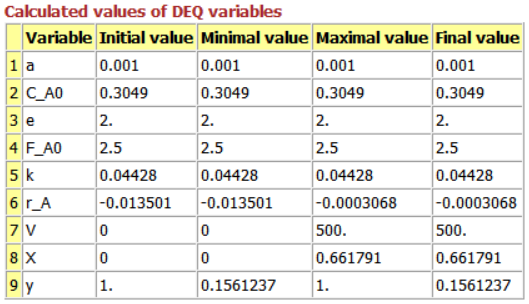 Calculated values of DEQ variables
Variable Initial value Minimal value Maximal value Final value
1 a 0.001 0.001 0.001 0.001
2 C_A0 0.3049 0.3049 0.3049 0.3049
3 e 2. 2. 2. 2.
4 F_A0 2.5 2.5 2.5 2.5
5 k 0.04428 0.04428 0.04428 0.04428
6 r_A -0.013501 -0.013501 -0.0003068 -0.0003068
7 V 0 0 500. 500.
8 X 0 0 0.661791 0.661791
9 y 1. 0.1561237 1. 0.1561237